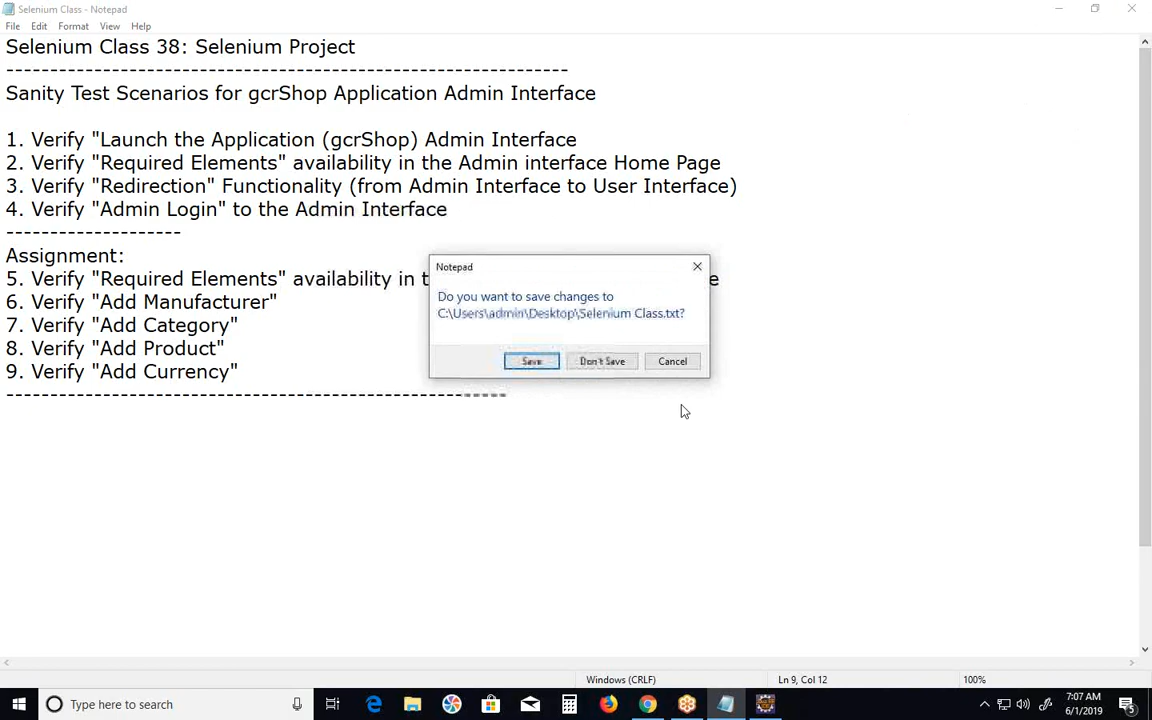 Selenium Class - Notepad
File Edit Format View Help
Selenium Class 38: Selenium Project
----------------------------------------------------------------
Sanity Test Scenarios for gcrShop Application Admin Interface
1. Verify "Launch the Application (gcrShop) Admin Interface
2. Verify "Required Elements" availability in the Admin interface Home Page
3. Verify "Redirection" Functionality (from Admin Interface to User Interface)
4. Verify "Admin Login" to the Admin Interface
--------------------
Assignment:
5. Verify "Required Elements" availability in
6. Verify "Add Manufacturer"
7. Verify "Add Category"
8. Verify "Add Product"
9. Verify "Add Currency"
---------------------------------------------------------
Notepad
Do you want to save changes to
C:\Users\admin\Desktop\Selenium Class.txt?
Save Don't Save Cancel
Windows (CRLF) Ln 9, Col 12 100%
Type here to search
7:07 AM
6/1/2019
5